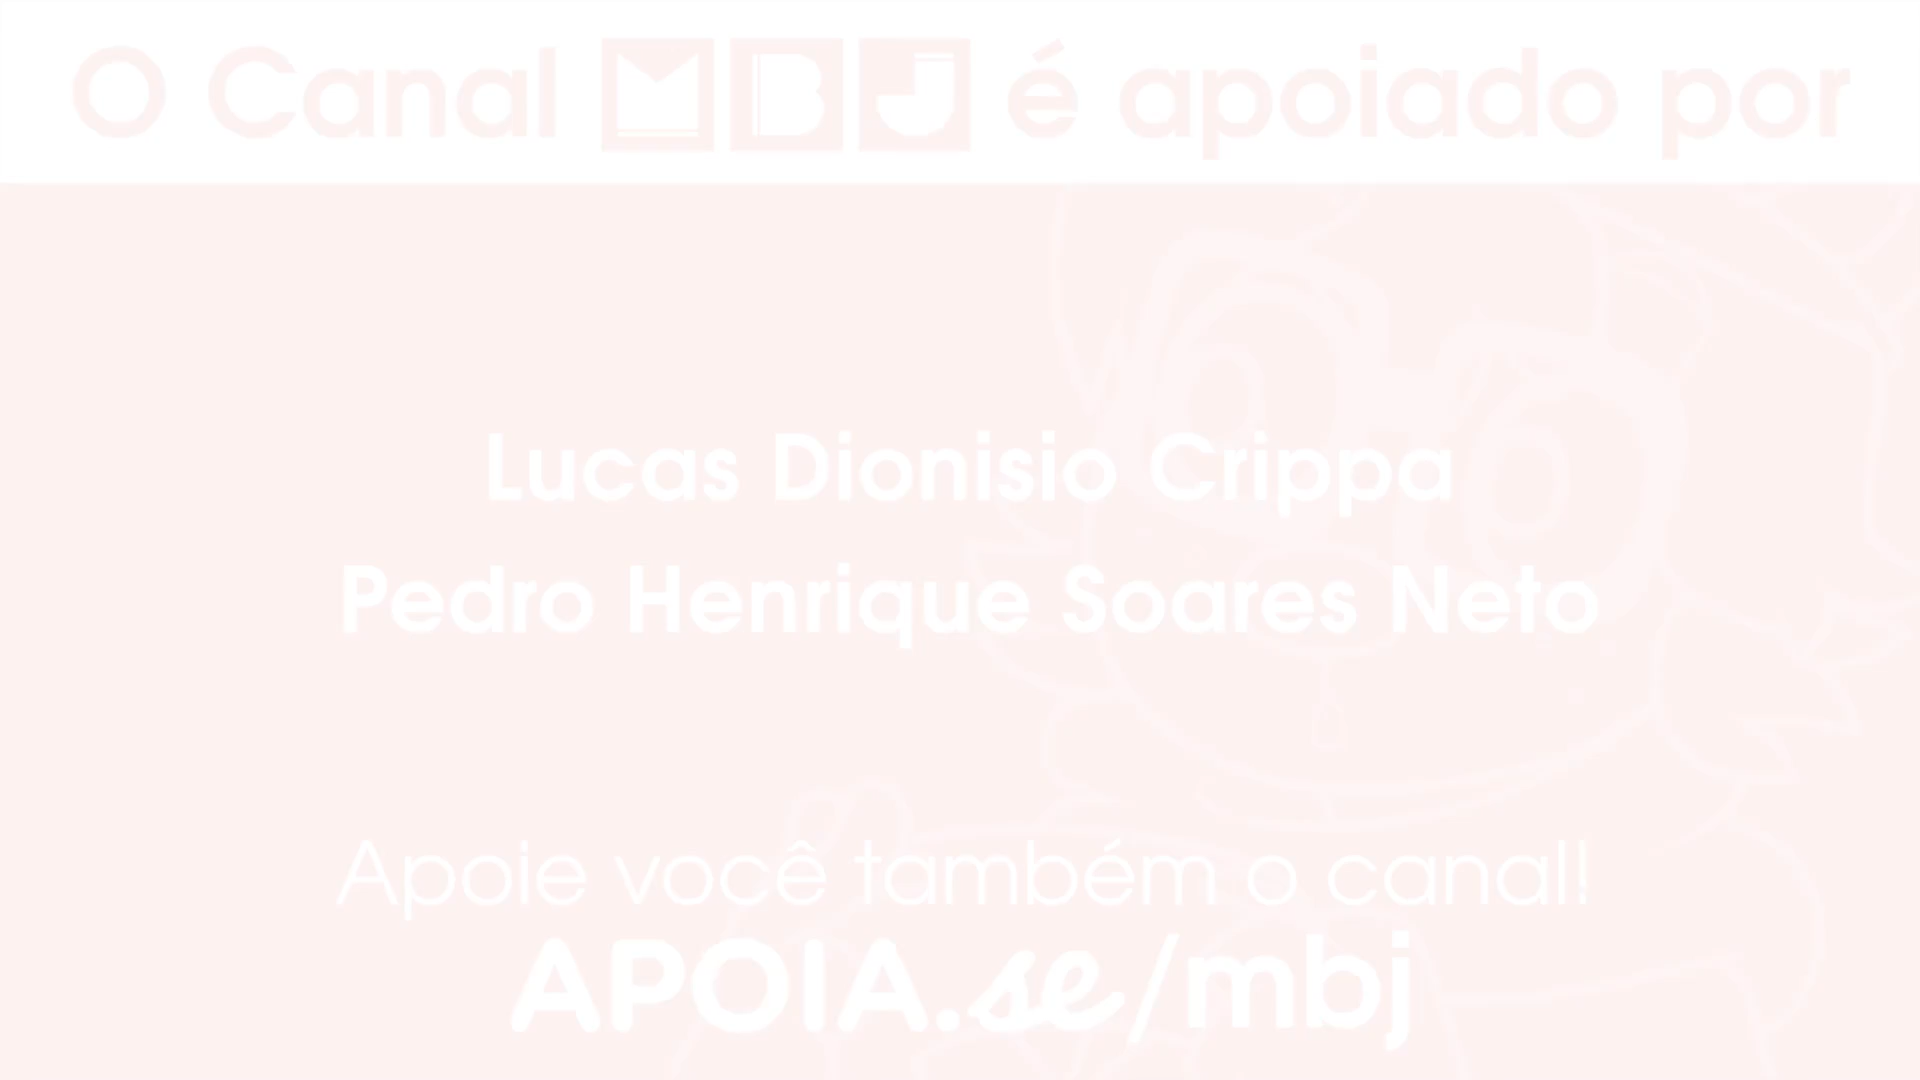 O Canal MBJ é apoiado por
Lucas Dionisio Crippa
Pedro Henrique Soares Neto
Apoie você também o canal!
APOIA.se/mbj